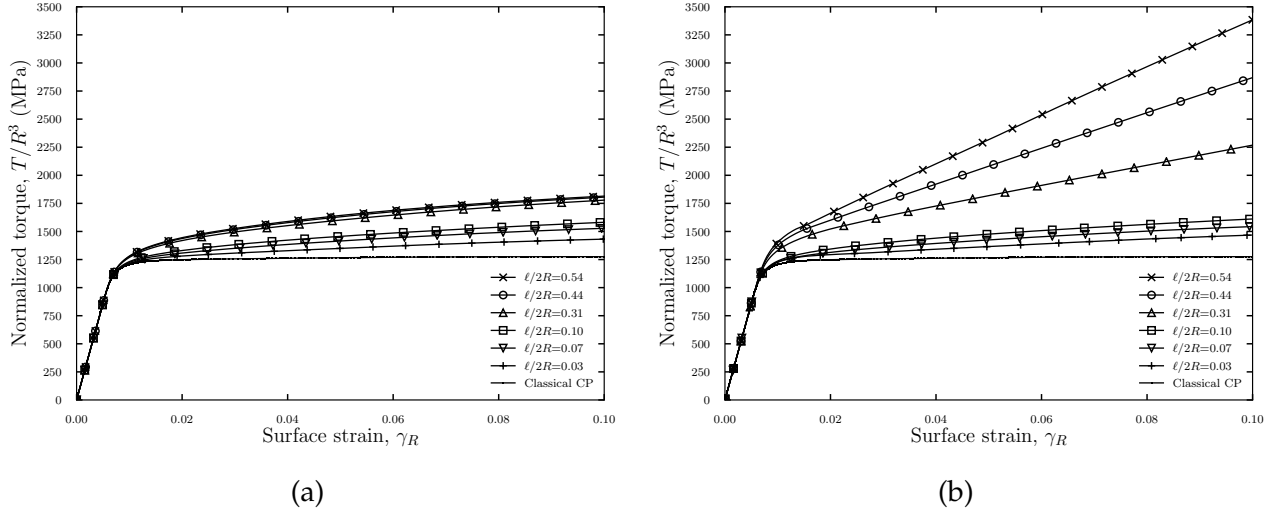 3500
3250
3000
2750
2500
2250
2000
1750
1500
1250
1000
750
500
250
0
Normalized torque, T/R³ (MPa)
ℓ/2R=0.54
ℓ/2R=0.44
ℓ/2R=0.31
ℓ/2R=0.10
ℓ/2R=0.07
ℓ/2R=0.03
Classical CP
0.00 0.02 0.04 0.06 0.08 0.10
Surface strain, γR
(a)
3500
3250
3000
2750
2500
2250
2000
1750
1500
1250
1000
750
500
250
0
Normalized torque, T/R³ (MPa)
ℓ/2R=0.54
ℓ/2R=0.44
ℓ/2R=0.31
ℓ/2R=0.10
ℓ/2R=0.07
ℓ/2R=0.03
Classical CP
0.00 0.02 0.04 0.06 0.08 0.10
Surface strain, γR
(b)